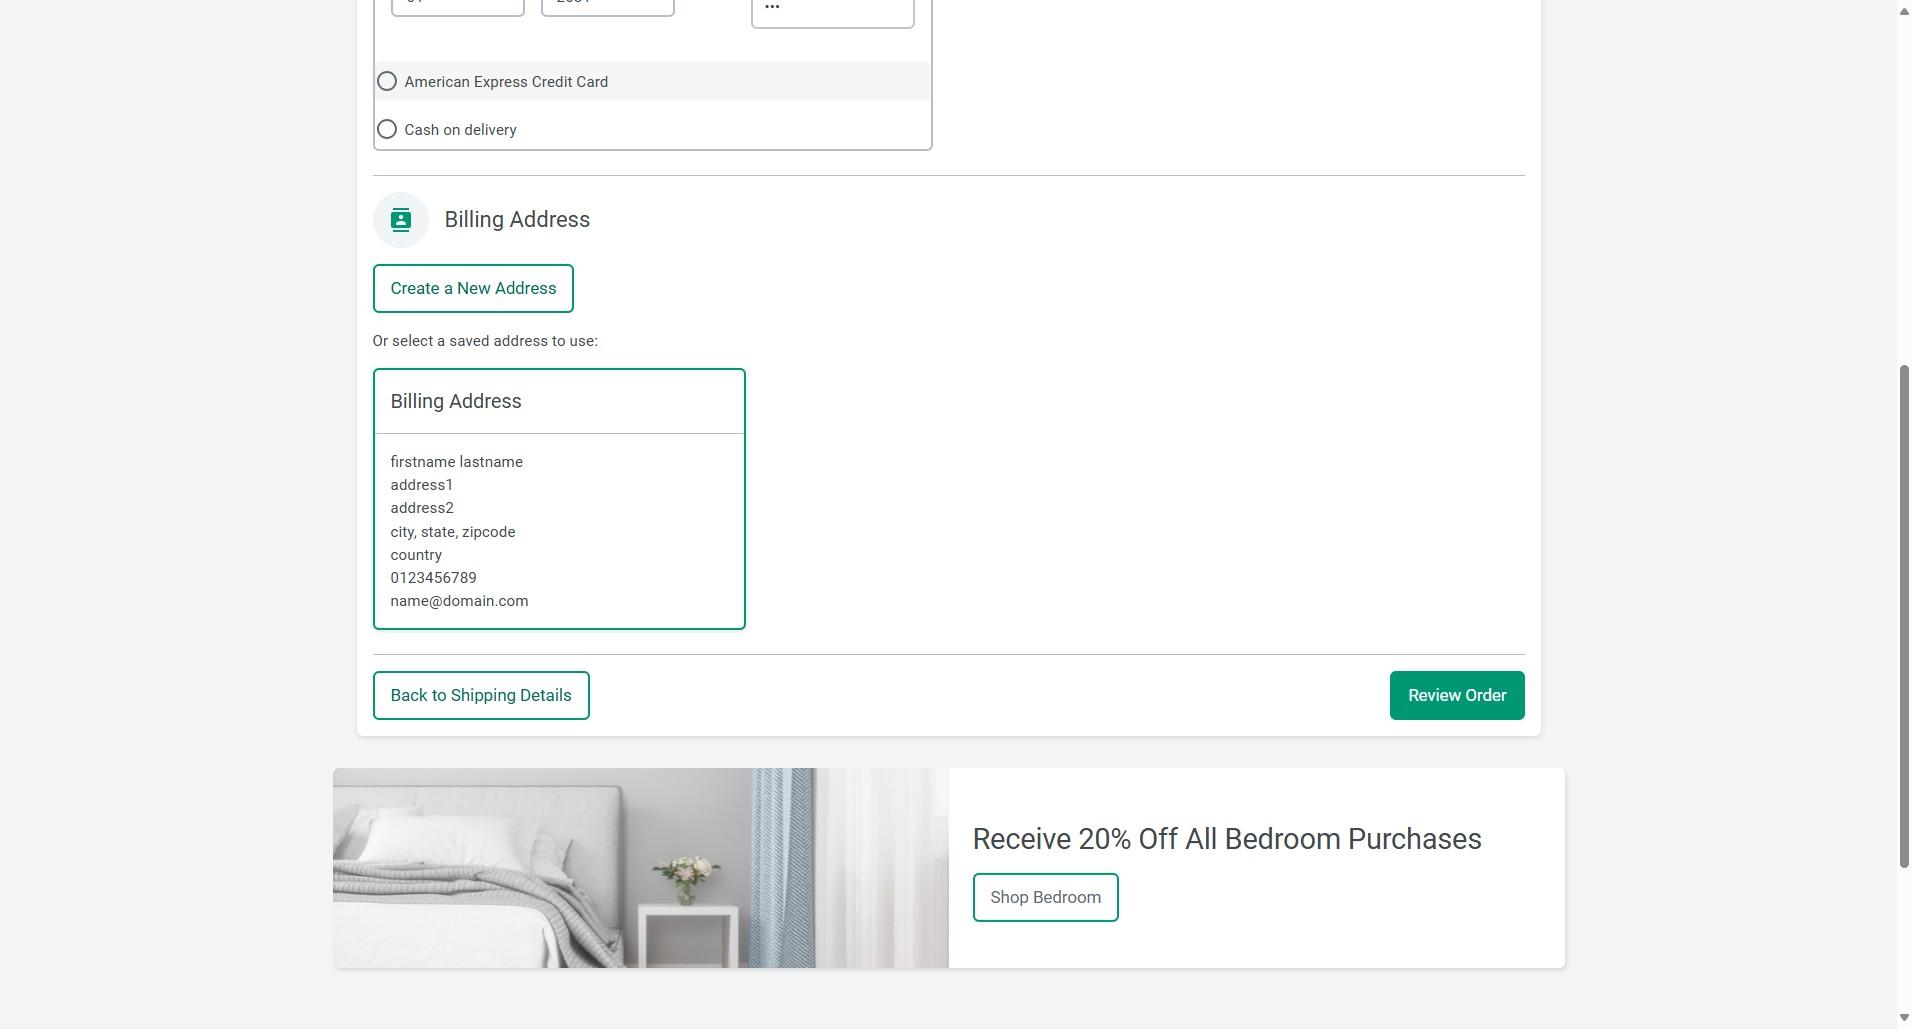 American Express Credit Card
Cash on delivery
Billing Address
Create a New Address
Or select a saved address to use:
Billing Address
firstname lastname
address1
address2
city, state, zipcode
country
0123456789
name@domain.com
Back to Shipping Details
Review Order
Receive 20% Off All Bedroom Purchases
Shop Bedroom